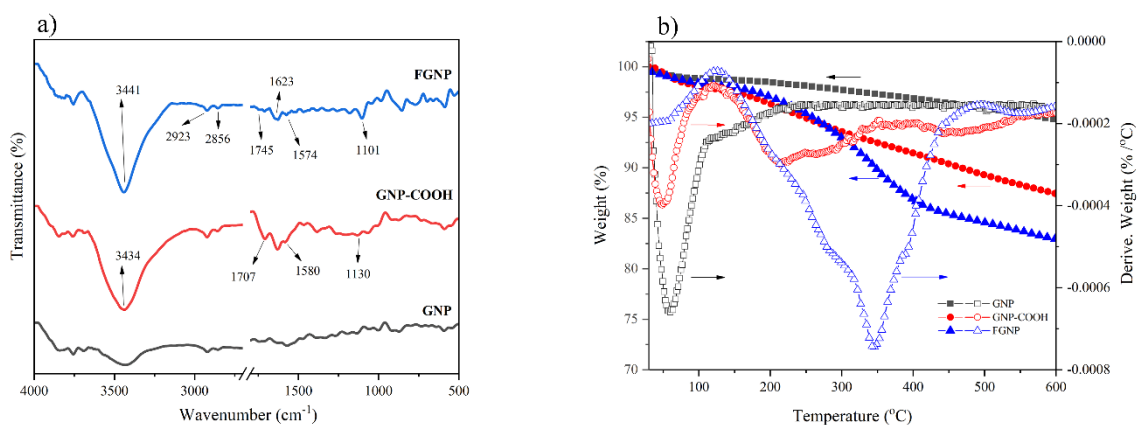 a)
Transmittance (%)
FGNP
3441
2923
2856
1745
1623
1574
1101
GNP-COOH
3434
1707
1580
1130
GNP
4000
3500
3000
2500
1500
1000
500
Wavenumber (cm-1)
b)
Weight (%)
100
95
90
85
80
75
70
0.0000
-0.0002
-0.0004
-0.0006
-0.0008
Derive. Weight (% /°C)
GNP
GNP-COOH
FGNP
100
200
300
400
500
600
Temperature (°C)